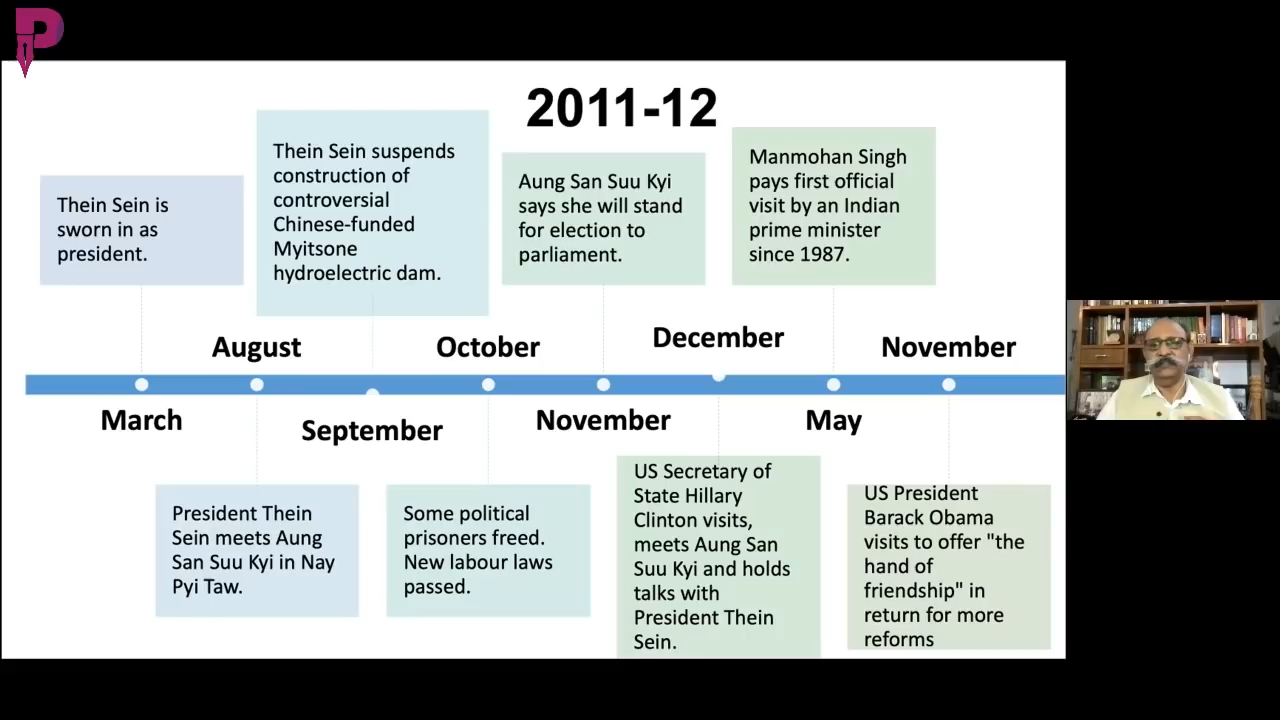 2011-12
Thein Sein is
sworn in as
president.
Thein Sein suspends
construction of
controversial
Chinese-funded
Myitsone
hydroelectric dam.
Aung San Suu Kyi
says she will stand
for election to
parliament.
Manmohan Singh
pays first official
visit by an Indian
prime minister
since 1987.
August
October
December
November
March
September
November
May
President Thein
Sein meets Aung
San Suu Kyi in Nay
Pyi Taw.
Some political
prisoners freed.
New labour laws
passed.
US Secretary of
State Hillary
Clinton visits,
meets Aung San
Suu Kyi and holds
talks with
President Thein
Sein.
US President
Barack Obama
visits to offer "the
hand of
friendship" in
return for more
reforms